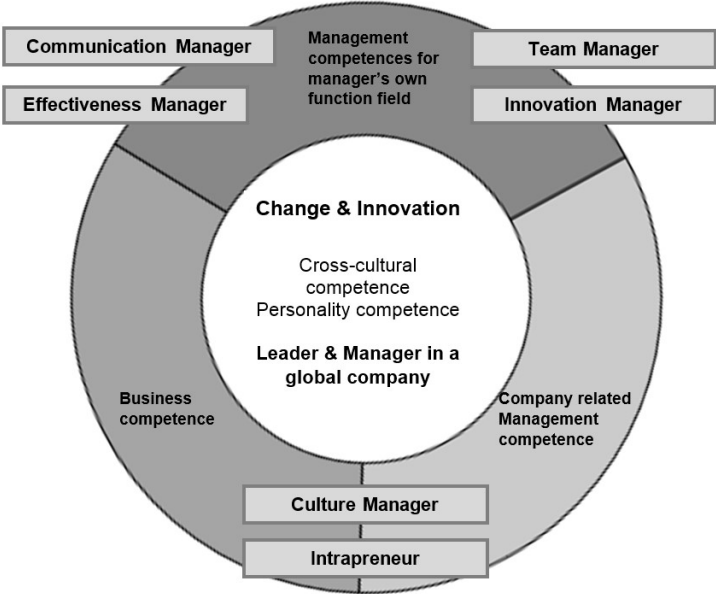 Communication Manager
Effectiveness Manager
Management
competences for
manager's own
function field
Team Manager
Innovation Manager
Change & Innovation
Cross-cultural
competence
Personality competence
Leader & Manager in a
global company
Business
competence
Company related
Management
competence
Culture Manager
Intrapreneur